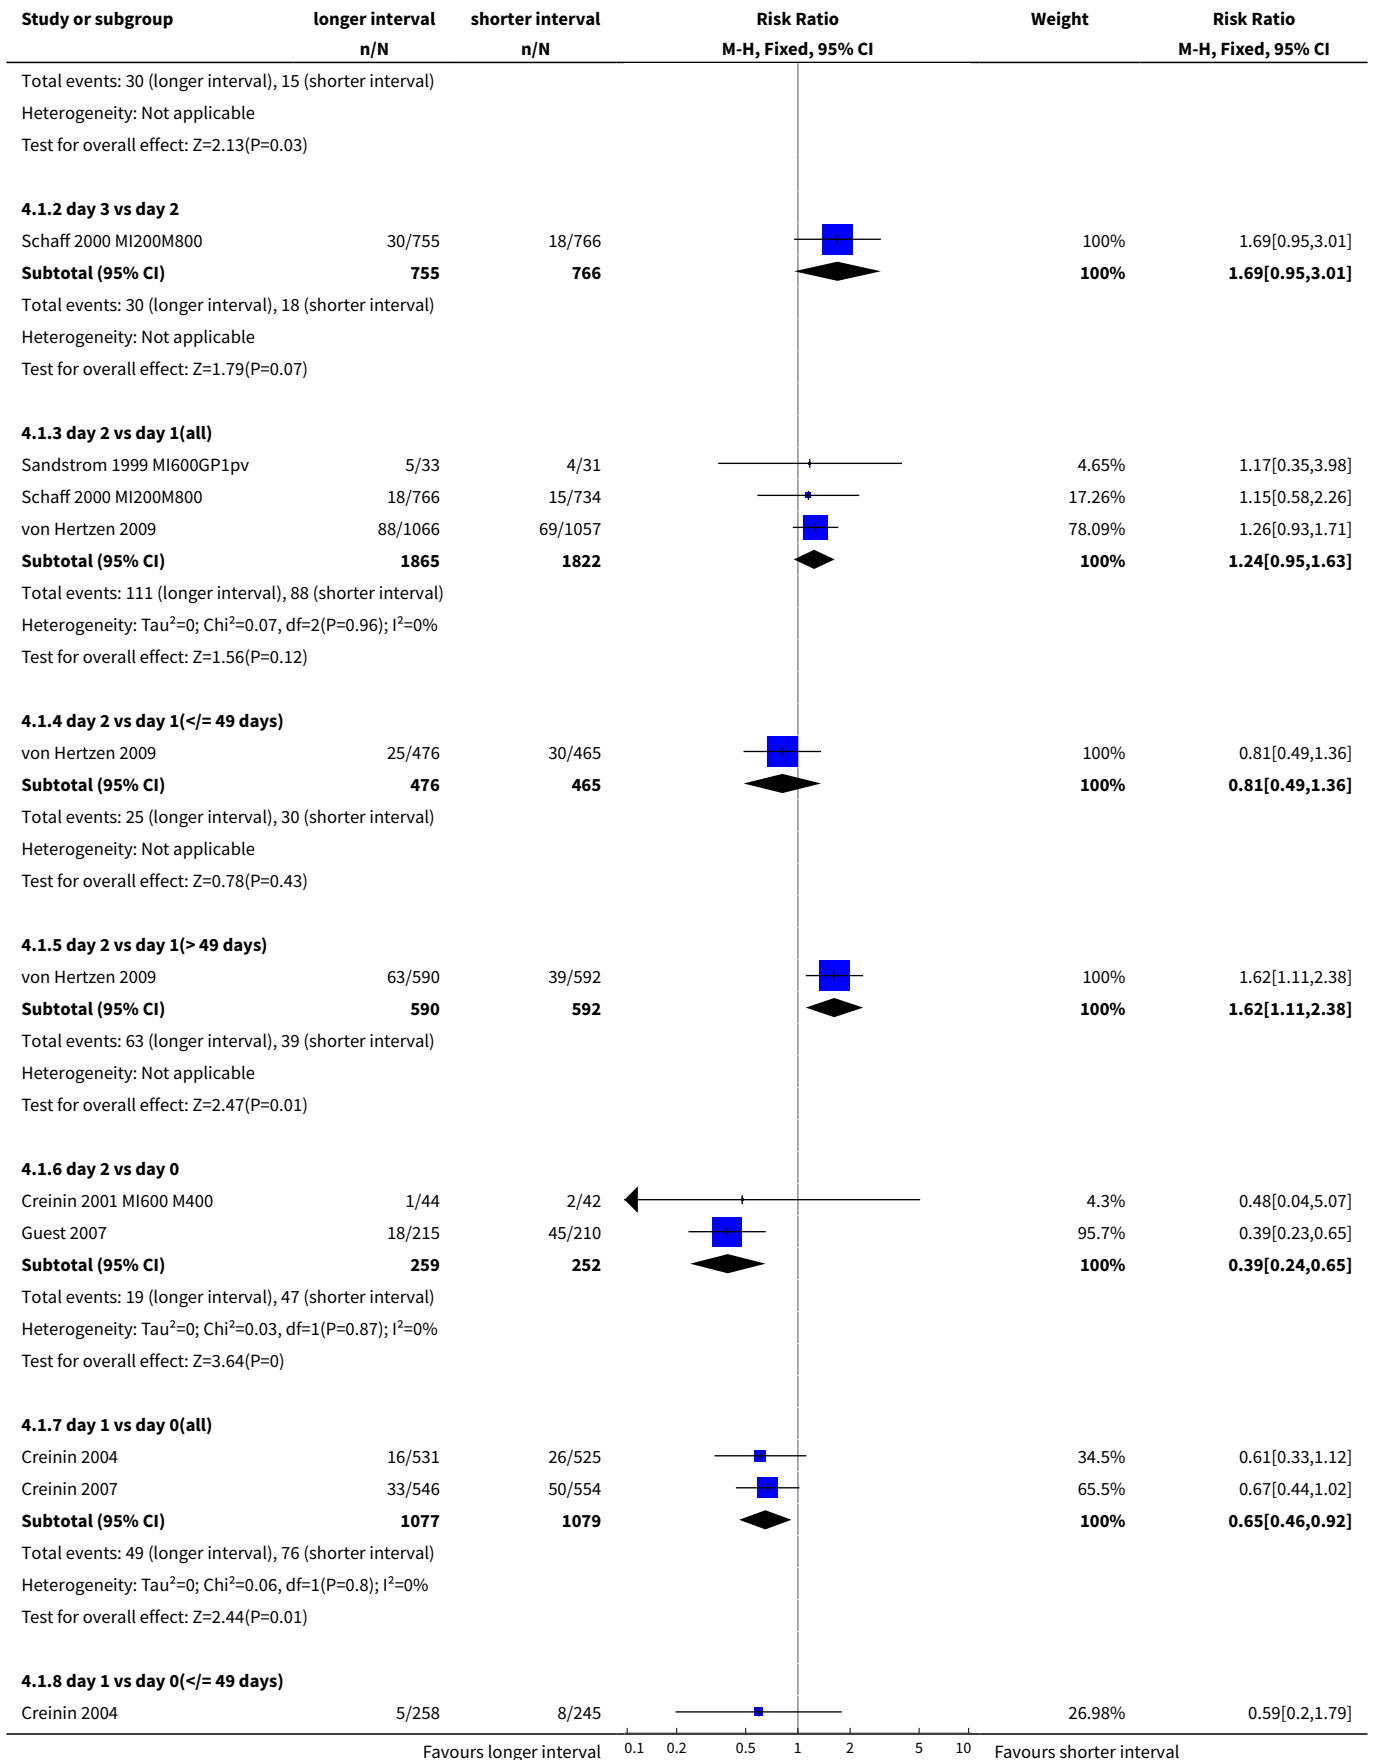 Study or subgroup longer interval shorter interval Risk Ratio Weight Risk Ratio
n/N n/N M-H, Fixed, 95% CI M-H, Fixed, 95% CI
Total events: 30 (longer interval), 15 (shorter interval)
Heterogeneity: Not applicable
Test for overall effect: Z=2.13(P=0.03)
4.1.2 day 3 vs day 2
Schaff 2000 MI200M800 30/755 18/766 100% 1.69[0.95,3.01]
Subtotal (95% CI) 755 766 100% 1.69[0.95,3.01]
Total events: 30 (longer interval), 18 (shorter interval)
Heterogeneity: Not applicable
Test for overall effect: Z=1.79(P=0.07)
4.1.3 day 2 vs day 1(all)
Sandstrom 1999 MI600GP1pv 5/33 4/31 4.65% 1.17[0.35,3.98]
Schaff 2000 MI200M800 18/766 15/734 17.26% 1.15[0.58,2.26]
von Hertzen 2009 88/1066 69/1057 78.09% 1.26[0.93,1.71]
Subtotal (95% CI) 1865 1822 100% 1.24[0.95,1.63]
Total events: 111 (longer interval), 88 (shorter interval)
Heterogeneity: Tau²=0; Chi²=0.07, df=2(P=0.96); I²=0%
Test for overall effect: Z=1.56(P=0.12)
4.1.4 day 2 vs day 1(</= 49 days)
von Hertzen 2009 25/476 30/465 100% 0.81[0.49,1.36]
Subtotal (95% CI) 476 465 100% 0.81[0.49,1.36]
Total events: 25 (longer interval), 30 (shorter interval)
Heterogeneity: Not applicable
Test for overall effect: Z=0.78(P=0.43)
4.1.5 day 2 vs day 1(> 49 days)
von Hertzen 2009 63/590 39/592 100% 1.62[1.11,2.38]
Subtotal (95% CI) 590 592 100% 1.62[1.11,2.38]
Total events: 63 (longer interval), 39 (shorter interval)
Heterogeneity: Not applicable
Test for overall effect: Z=2.47(P=0.01)
4.1.6 day 2 vs day 0
Creinin 2001 MI600 M400 1/44 2/42 4.3% 0.48[0.04,5.07]
Guest 2007 18/215 45/210 95.7% 0.39[0.23,0.65]
Subtotal (95% CI) 259 252 100% 0.39[0.24,0.65]
Total events: 19 (longer interval), 47 (shorter interval)
Heterogeneity: Tau²=0; Chi²=0.03, df=1(P=0.87); I²=0%
Test for overall effect: Z=3.64(P=0)
4.1.7 day 1 vs day 0(all)
Creinin 2004 16/531 26/525 34.5% 0.61[0.33,1.12]
Creinin 2007 33/546 50/554 65.5% 0.67[0.44,1.02]
Subtotal (95% CI) 1077 1079 100% 0.65[0.46,0.92]
Total events: 49 (longer interval), 76 (shorter interval)
Heterogeneity: Tau²=0; Chi²=0.06, df=1(P=0.8); I²=0%
Test for overall effect: Z=2.44(P=0.01)
4.1.8 day 1 vs day 0(</= 49 days)
Creinin 2004 5/258 8/245 26.98% 0.59[0.2,1.79]
Favours longer interval 0.1 0.2 0.5 1 2 5 10 Favours shorter interval